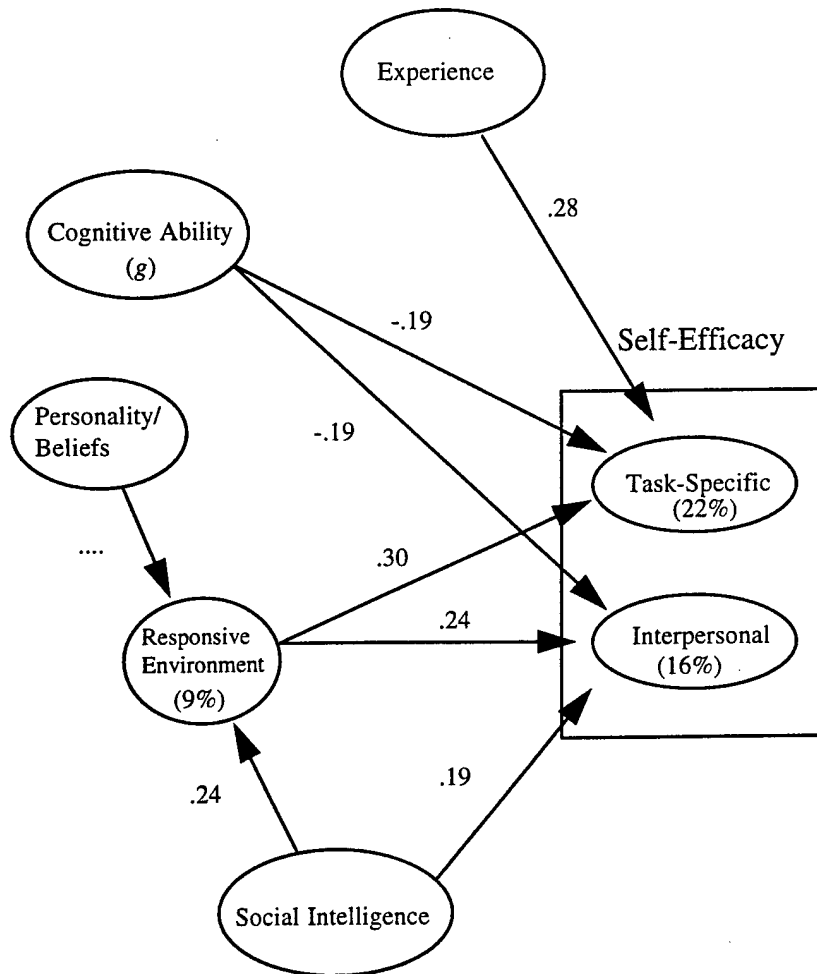 Experience
.28
Cognitive Ability
(g)
-.19
Self-Efficacy
Personality/
Beliefs
-.19
Task-Specific
(22%)
....
.30
Responsive
Environment
(9%)
.24
Interpersonal
(16%)
.24
.19
Social Intelligence